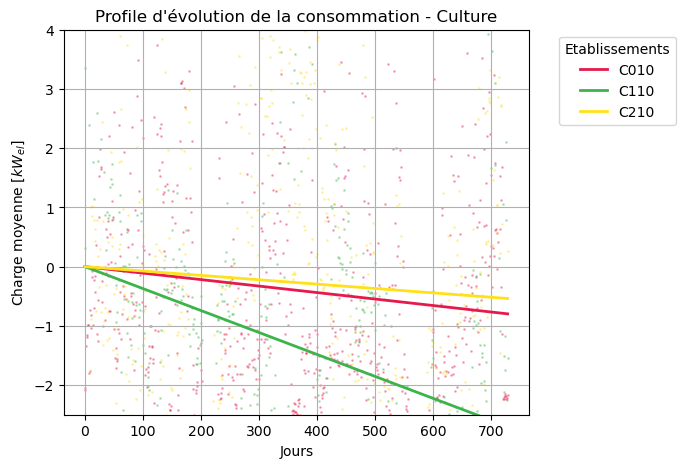 Profile d'évolution de la consommation - Culture
Etablissements
C010
C110
C210
Charge moyenne [kW_el]
4
3
2
1
0
−1
−2
0 100 200 300 400 500 600 700
Jours